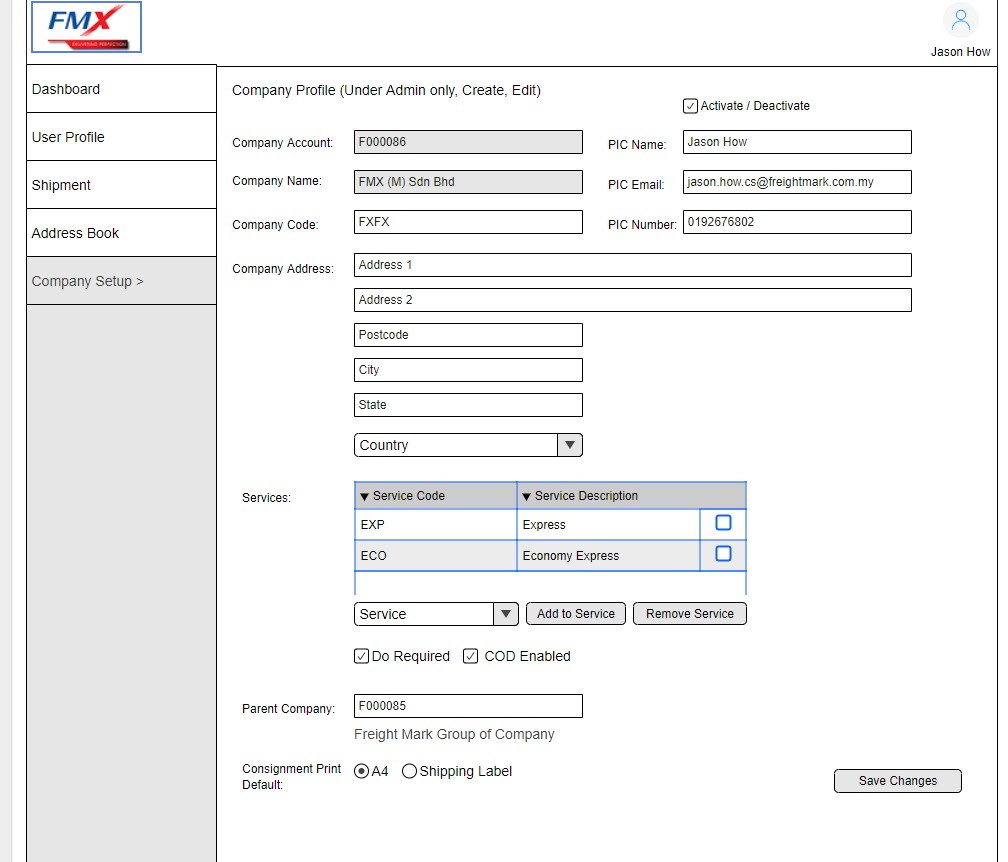 FMX
DELIVERING PERFECTION
Jason How
Dashboard
User Profile
Shipment
Address Book
Company Setup >
Company Profile (Under Admin only, Create, Edit)
Activate / Deactivate
Company Account: F000086
PIC Name: Jason How
Company Name: FMX (M) Sdn Bhd
PIC Email: jason.how.cs@freightmark.com.my
Company Code: FXFX
PIC Number: 0192676802
Company Address: Address 1
Address 2
Postcode
City
State
Country
Services:
Service Code Service Description
EXP Express
ECO Economy Express
Service Add to Service Remove Service
Do Required COD Enabled
Parent Company: F000085
Freight Mark Group of Company
Consignment Print
Default:
A4 Shipping Label
Save Changes